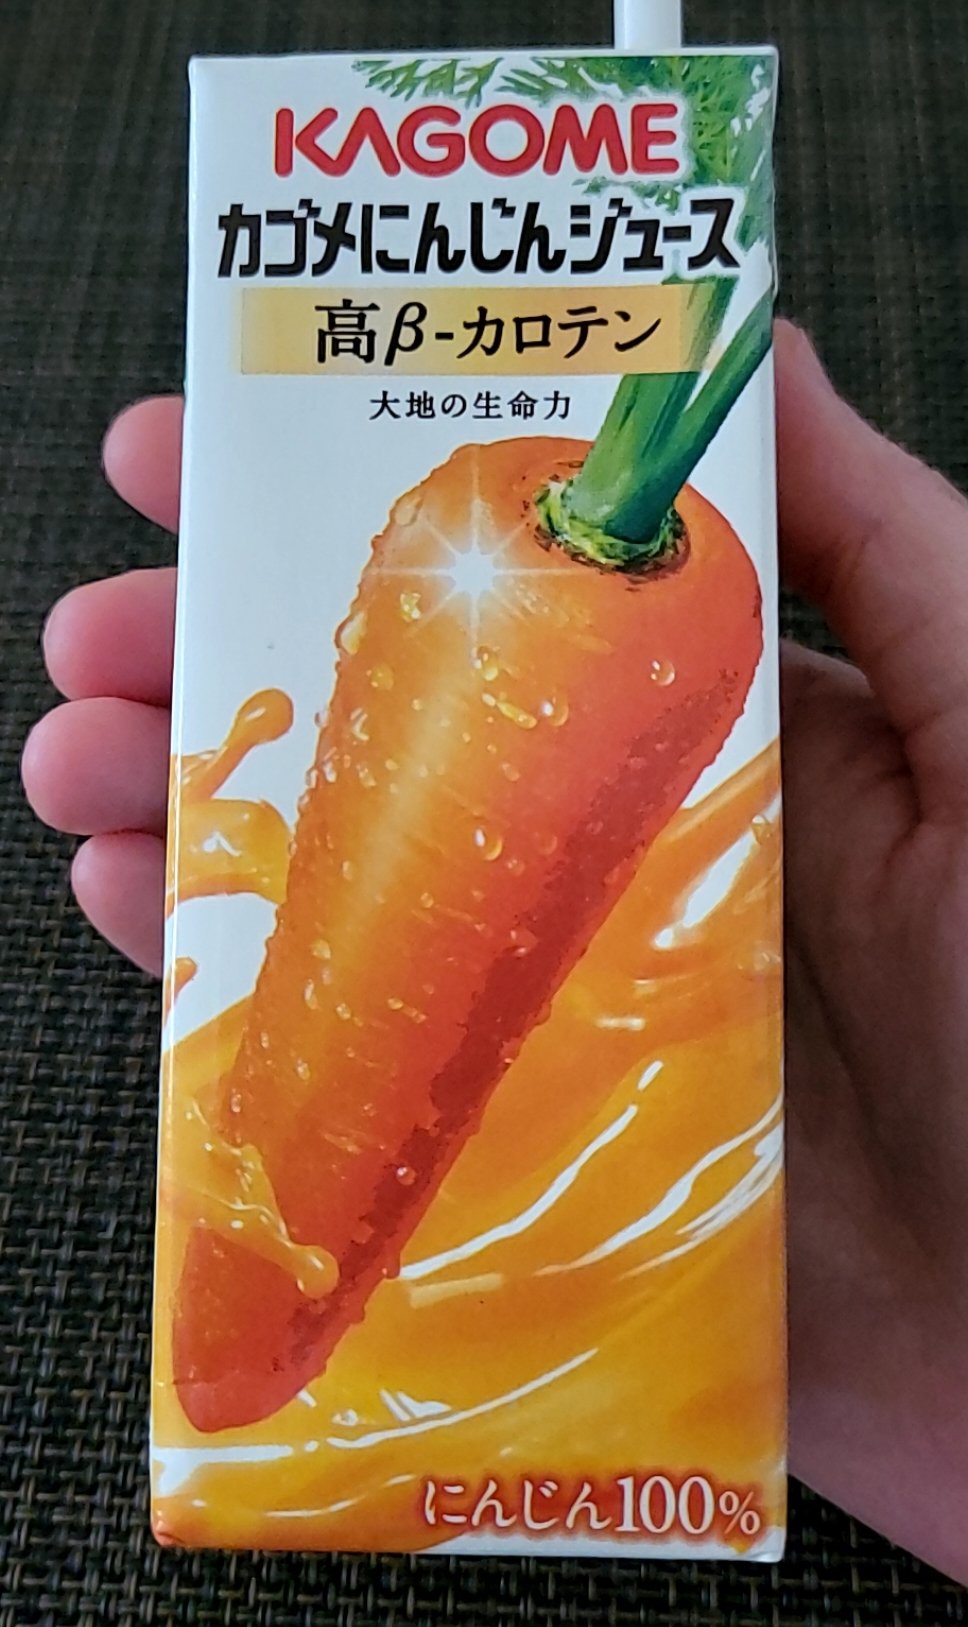 KAGOME
カゴメにんじんジュース
高β-カロテン
大地の生命力
にんじん100%